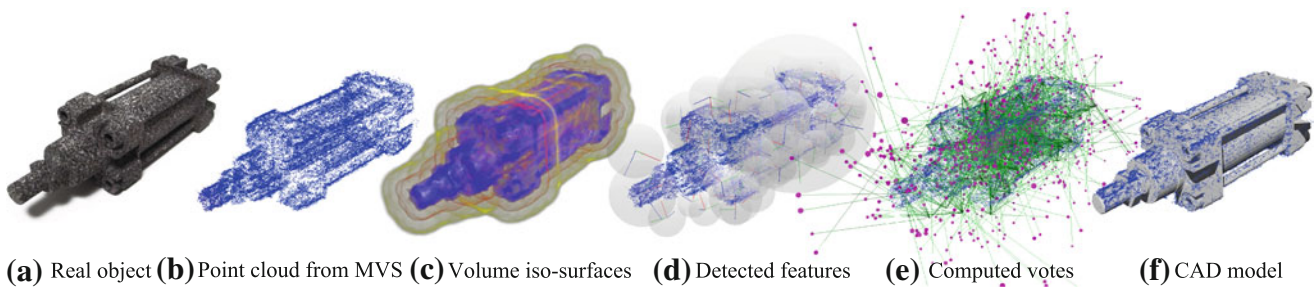 (a) Real object (b) Point cloud from MVS (c) Volume iso-surfaces (d) Detected features (e) Computed votes (f) CAD model